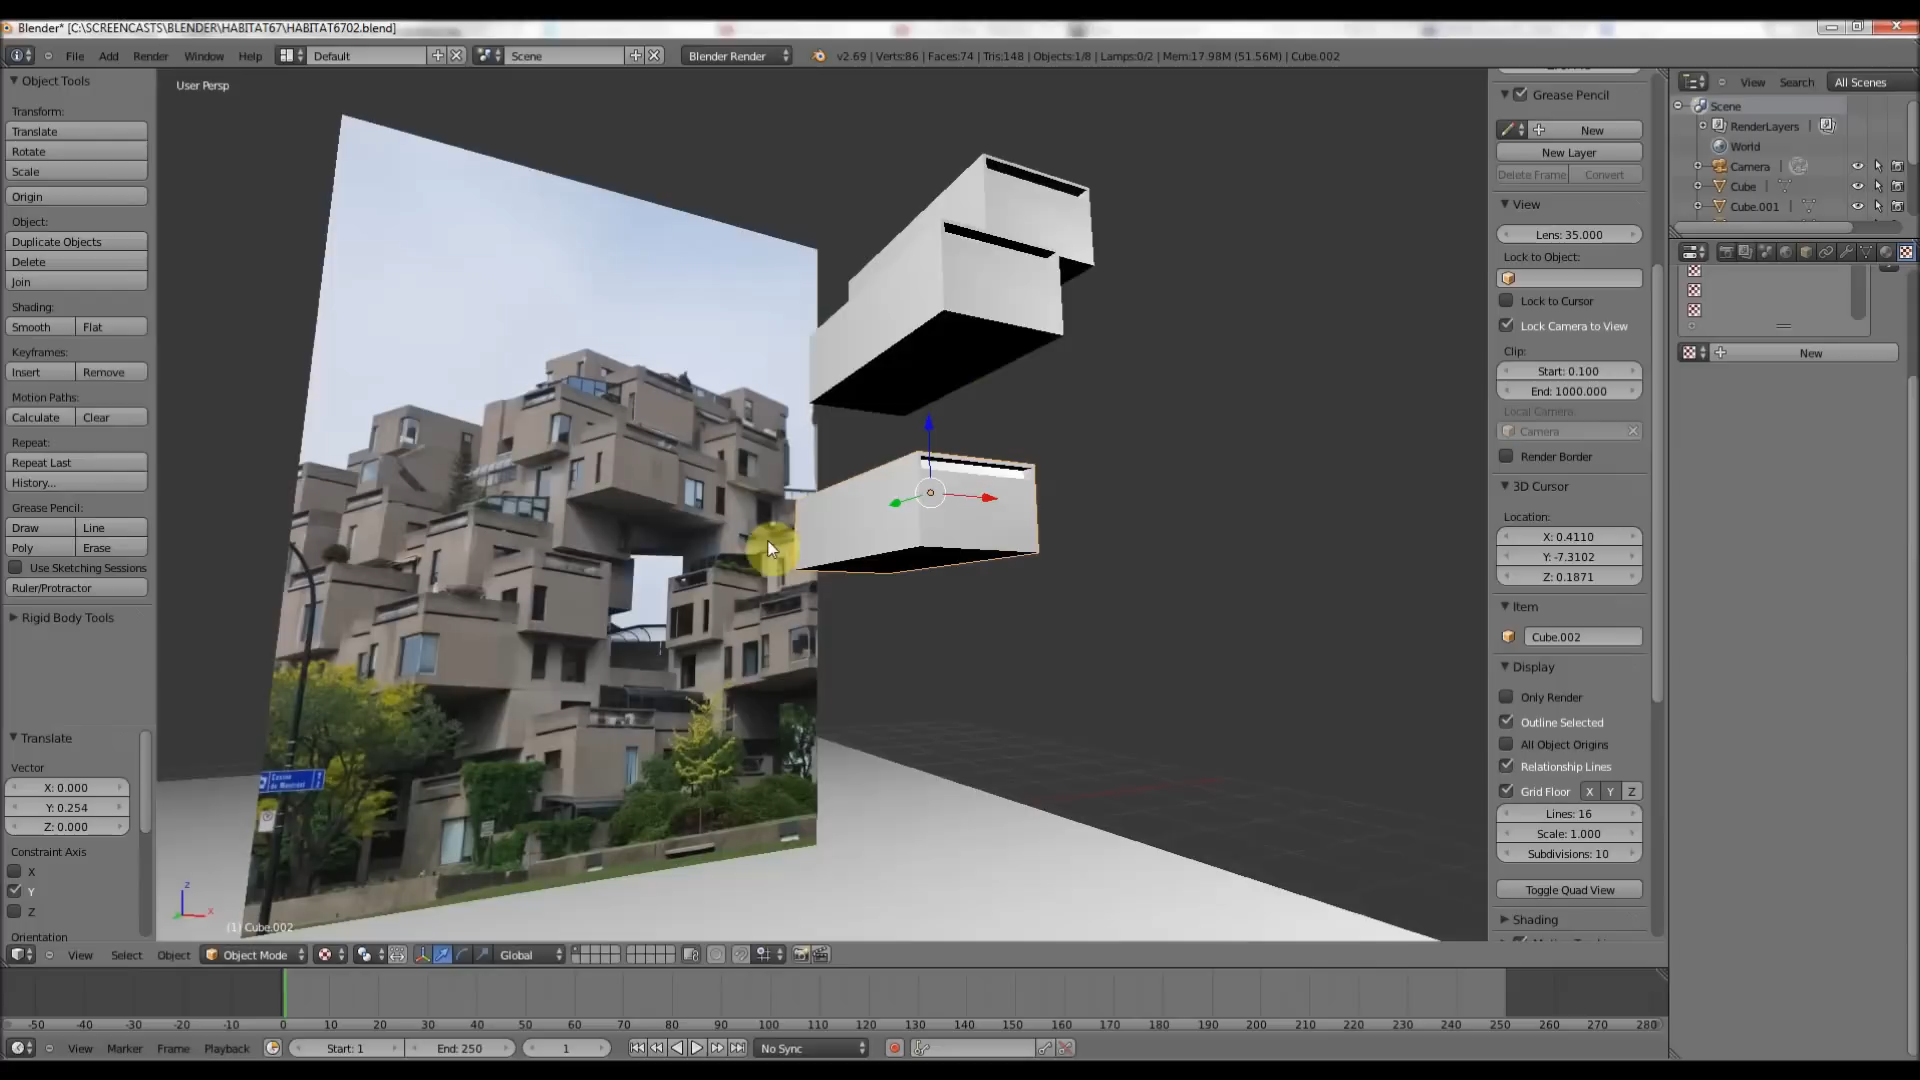 Blender* [C:\SCREENCASTS\BLENDER\HABITAT67\HABITAT6702.blend]
File Add Render Window Help Default Scene Blender Render v2.69 | Verts:86 | Faces:74 | Tris:148 | Objects:1/8 | Lamps:0/2 | Mem:17.98M (51.56M) | Cube.002
Object Tools
Transform:
Translate
Rotate
Scale
Origin
Object:
Duplicate Objects
Delete
Join
Shading:
Smooth Flat
Keyframes:
Insert Remove
Motion Paths:
Calculate Clear
Repeat:
Repeat Last
History...
Grease Pencil:
Draw Line
Poly Erase
Use Sketching Sessions
Ruler/Protractor
Rigid Body Tools
Translate
Vector
X: 0.000
Y: 0.254
Z: 0.000
Constraint Axis
X
Y
Z
Orientation
User Persp
z
x
(1) Cube.002
Grease Pencil
New
New Layer
Delete Frame Convert
View
Lens: 35.000
Lock to Object:
Lock to Cursor
Lock Camera to View
Clip:
Start: 0.100
End: 1000.000
Local Camera:
Camera
Render Border
3D Cursor
Location:
X: 0.4110
Y: -7.3102
Z: 0.1871
Item
Cube.002
Display
Only Render
Outline Selected
All Object Origins
Relationship Lines
Grid Floor X Y Z
Lines: 16
Scale: 1.000
Subdivisions: 10
Toggle Quad View
Shading
View Search All Scenes
Scene
RenderLayers
World
Camera
Cube
Cube.001
New
View Select Object Object Mode Global
-50 -40 -30 -20 -10 0 10 20 30 40 50 60 70 80 90 100 110 120 130 140 150 160 170 180 190 200 210 220 230 240 250 260 270 280
View Marker Frame Playback Start: 1 End: 250 1 No Sync